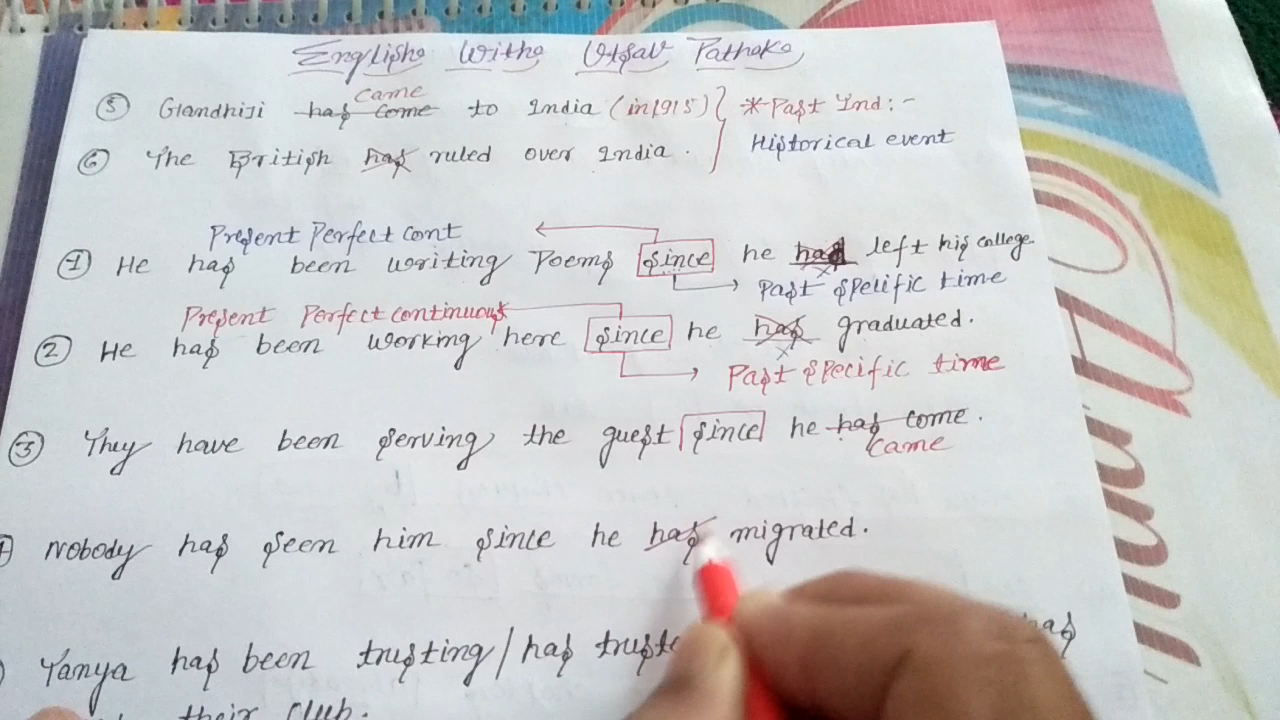 English With Utsav Pathak
came
5 Gandhiji has come to India (in 1915) } * Past Ind:-
6 The British has ruled over India. Historical event
Present Perfect cont
1 He has been writing Poems since he had left his college
Past specific time
Present Perfect continuous
2 He has been working here since he has graduated.
Past specific time
3 They have been serving the guest since he has come.
came
Nobody has seen him since he has migrated.
Tanya has been trusting/has has
their club.